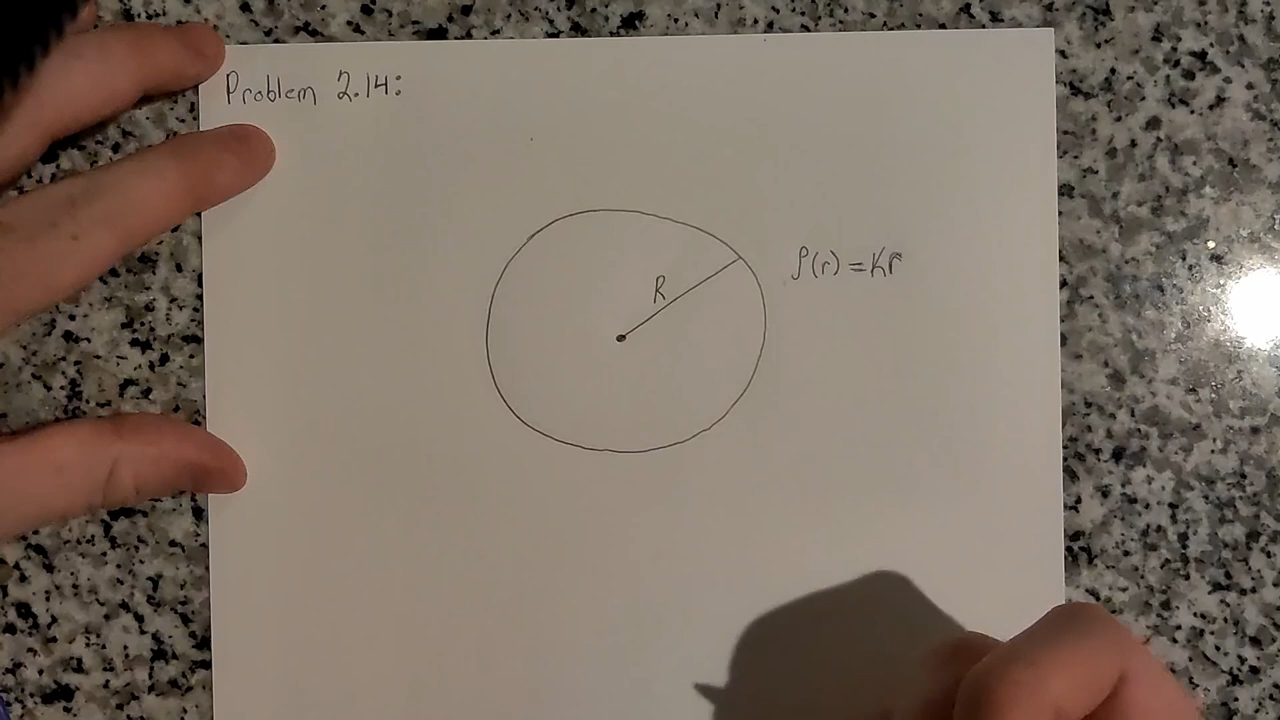 Problem 2.14:
ρ(r) = kr
R